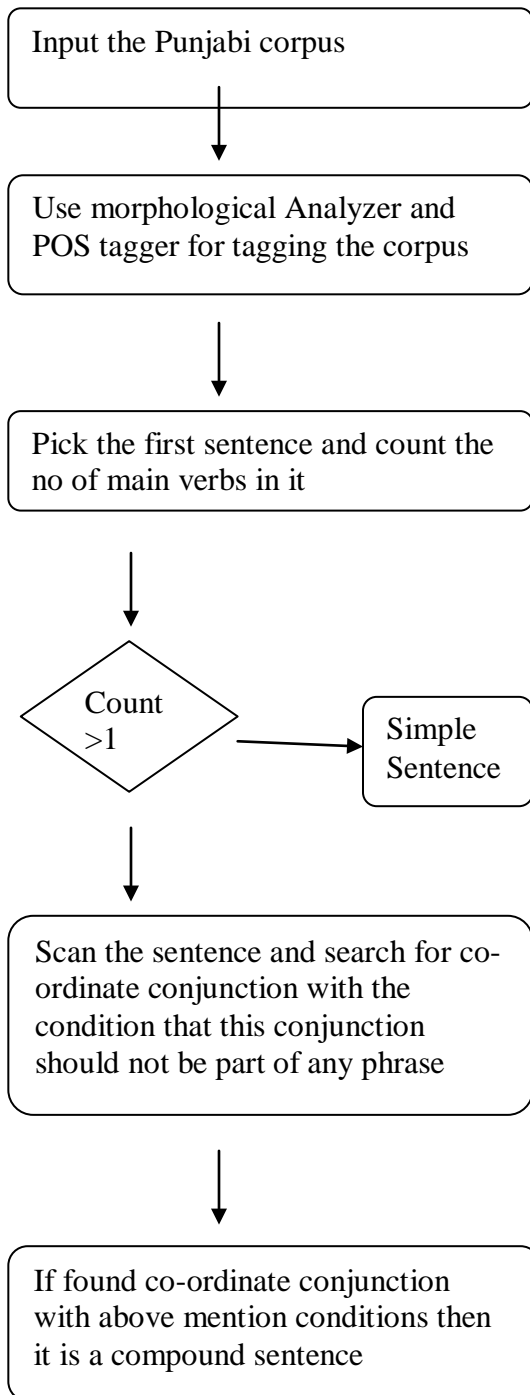 Input the Punjabi corpus
Use morphological Analyzer and
POS tagger for tagging the corpus
Pick the first sentence and count the
no of main verbs in it
Count
>1
Simple
Sentence
Scan the sentence and search for co-
ordinate conjunction with the
condition that this conjunction
should not be part of any phrase
If found co-ordinate conjunction
with above mention conditions then
it is a compound sentence